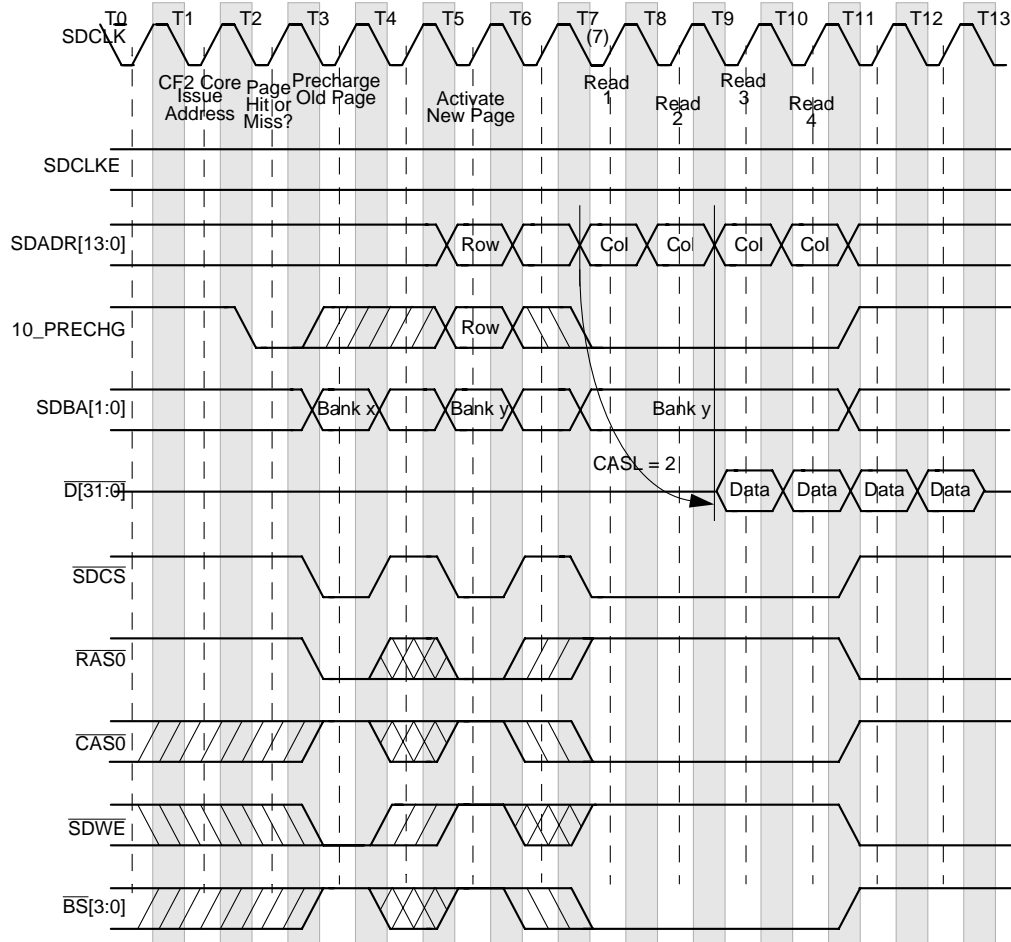 T0 T1 T2 T3 T4 T5 T6 T7 T8 T9 T10 T11 T12 T13
SDCLK
(7)
CF2 Core
Issue
Address
Page
Hit or
Miss?
Precharge
Old Page
Activate
New Page
Read
1
Read
2
Read
3
Read
4
SDCLKE
SDADR[13:0]
Row
Col
Col
Col
Col
10_PRECHG
Row
SDBA[1:0]
Bank x
Bank y
Bank y
CASL = 2
D[31:0]
Data
Data
Data
Data
SDCS
RAS0
CAS0
SDWE
BS[3:0]